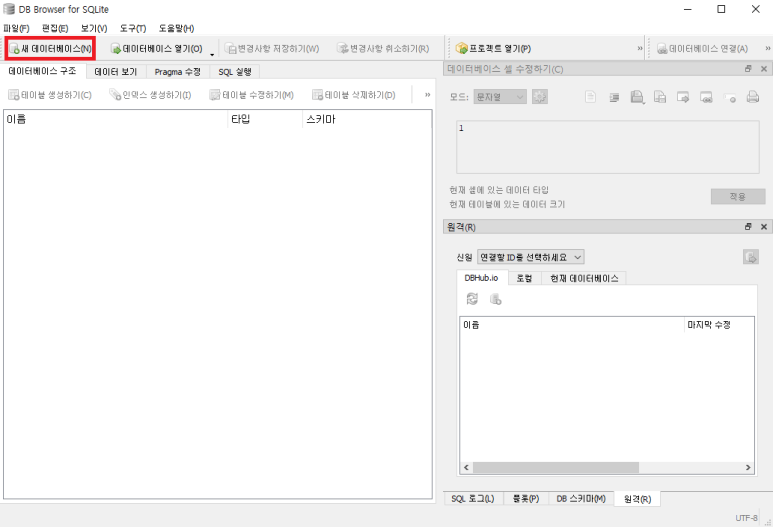 DB Browser for SQLite
파일(F) 편집(E) 보기(V) 도구(T) 도움말(H)
새 데이터베이스(N) 데이터베이스 열기(O) 변경사항 저장하기(W) 변경사항 취소하기(R) 프로젝트 열기(P) » 데이터베이스 연결(A) »
데이터베이스 구조 데이터 보기 Pragma 수정 SQL 실행
테이블 생성하기(C) 인덱스 생성하기(I) 테이블 수정하기(M) 테이블 삭제하기(D) »
이름 타입 스키마
데이터베이스 셀 수정하기(C)
모드: 문자열
1
현재 셀에 있는 데이터 타입
현재 테이블에 있는 데이터 크기
적용
원격(R)
신원 연결할 ID를 선택하세요
DBHub.io 로컬 현재 데이터베이스
이름 마지막 수정
SQL 로그(L) 플롯(P) DB 스키마(M) 원격(R)
UTF-8